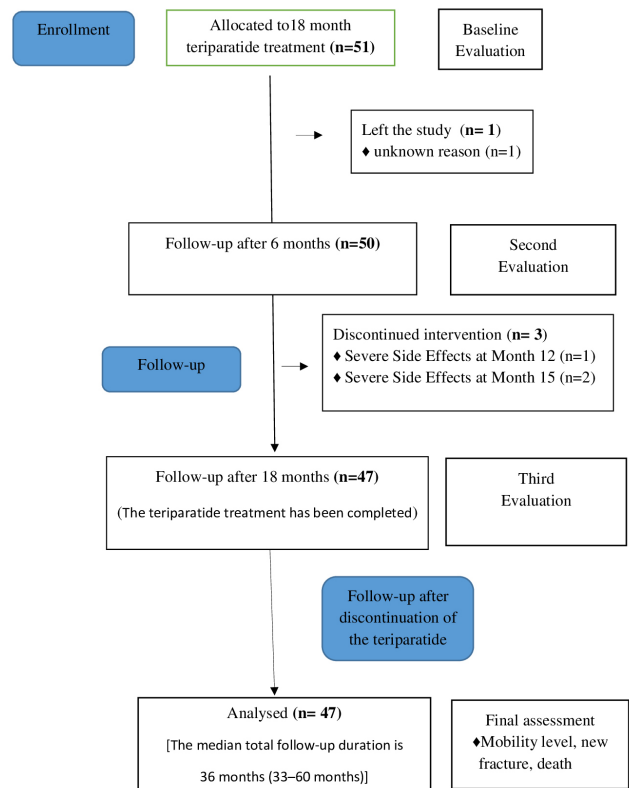 Enrollment
Allocated to18 month
teriparatide treatment (n=51)
Baseline
Evaluation
Left the study (n= 1)
♦ unknown reason (n=1)
Follow-up after 6 months (n=50)
Second
Evaluation
Follow-up
Discontinued intervention (n= 3)
♦ Severe Side Effects at Month 12 (n=1)
♦ Severe Side Effects at Month 15 (n=2)
Follow-up after 18 months (n=47)
(The teriparatide treatment has been completed)
Third
Evaluation
Follow-up after
discontinuation of
the teriparatide
Analysed (n= 47)
[The median total follow-up duration is
36 months (33–60 months)]
Final assessment
♦Mobility level, new
fracture, death